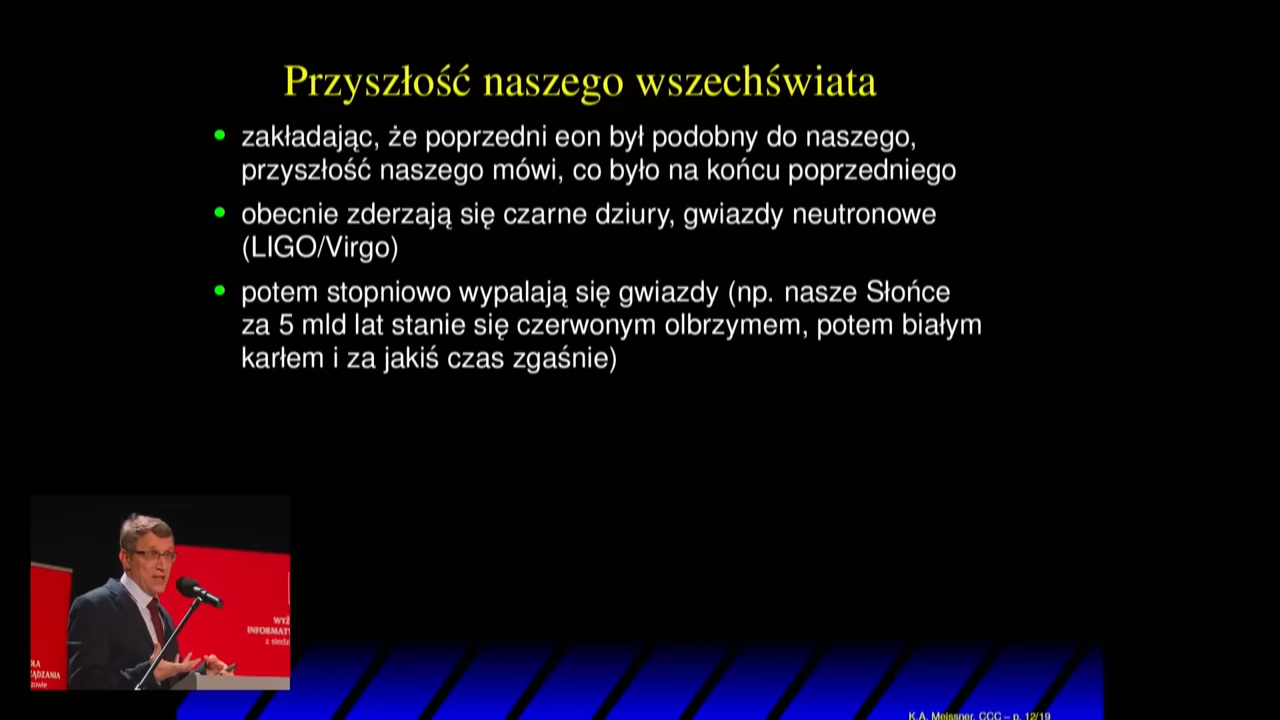 Przyszłość naszego wszechświata
zakładając, że poprzedni eon był podobny do naszego,
przyszłość naszego mówi, co było na końcu poprzedniego
obecnie zderzają się czarne dziury, gwiazdy neutronowe
(LIGO/Virgo)
potem stopniowo wypalają się gwiazdy (np. nasze Słońce
za 5 mld lat stanie się czerwonym olbrzymem, potem białym
karłem i za jakiś czas zgaśnie)
INFORMAT
z siedzi
K.A. Meissner, CCC – p. 12/19